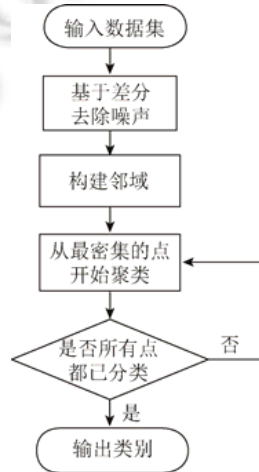 输入数据集
基于差分
去除噪声
构建邻域
从最密集的点
开始聚类
是否所有点
都已分类
否
是
输出类别